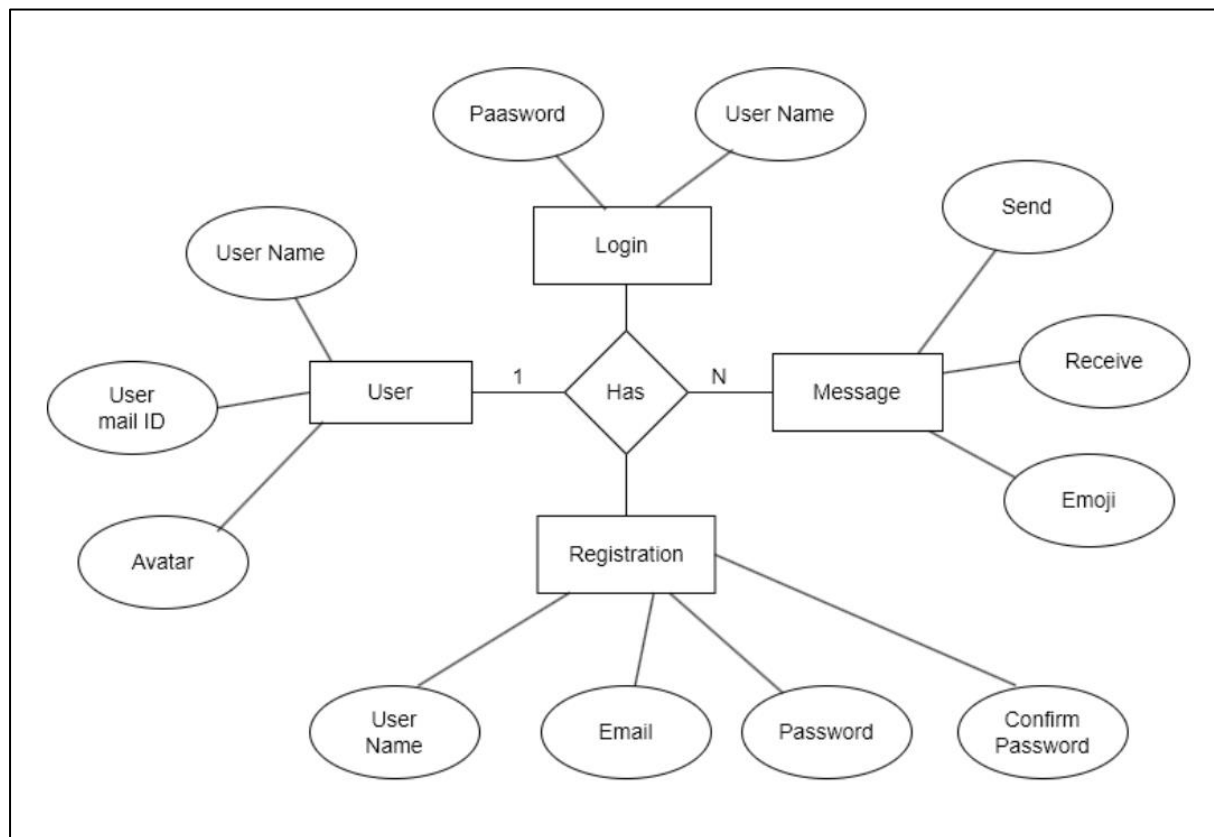 Paasword
User Name
Send
Login
User Name
Receive
User
mail ID
User
1
Has
N
Message
Emoji
Avatar
Registration
User
Name
Email
Password
Confirm
Password